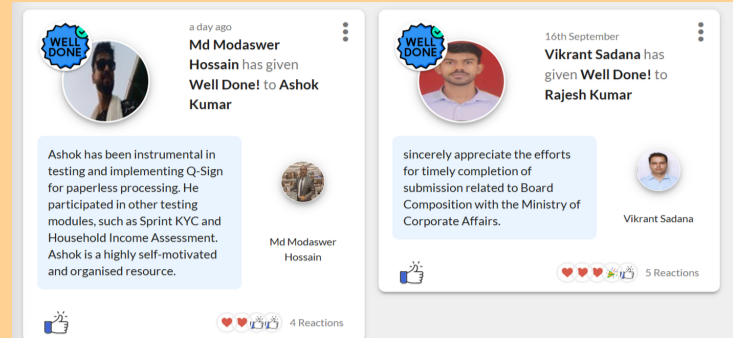 WELL
DONE
a day ago
Md Modaswer
Hossain has given
Well Done! to Ashok
Kumar
Ashok has been instrumental in
testing and implementing Q-Sign
for paperless processing. He
participated in other testing
modules, such as Sprint KYC and
Household Income Assessment.
Ashok is a highly self-motivated
and organised resource.
Md Modaswer
Hossain
4 Reactions
WELL
DONE
16th September
Vikrant Sadana has
given Well Done! to
Rajesh Kumar
sincerely appreciate the efforts
for timely completion of
submission related to Board
Composition with the Ministry of
Corporate Affairs.
Vikrant Sadana
5 Reactions